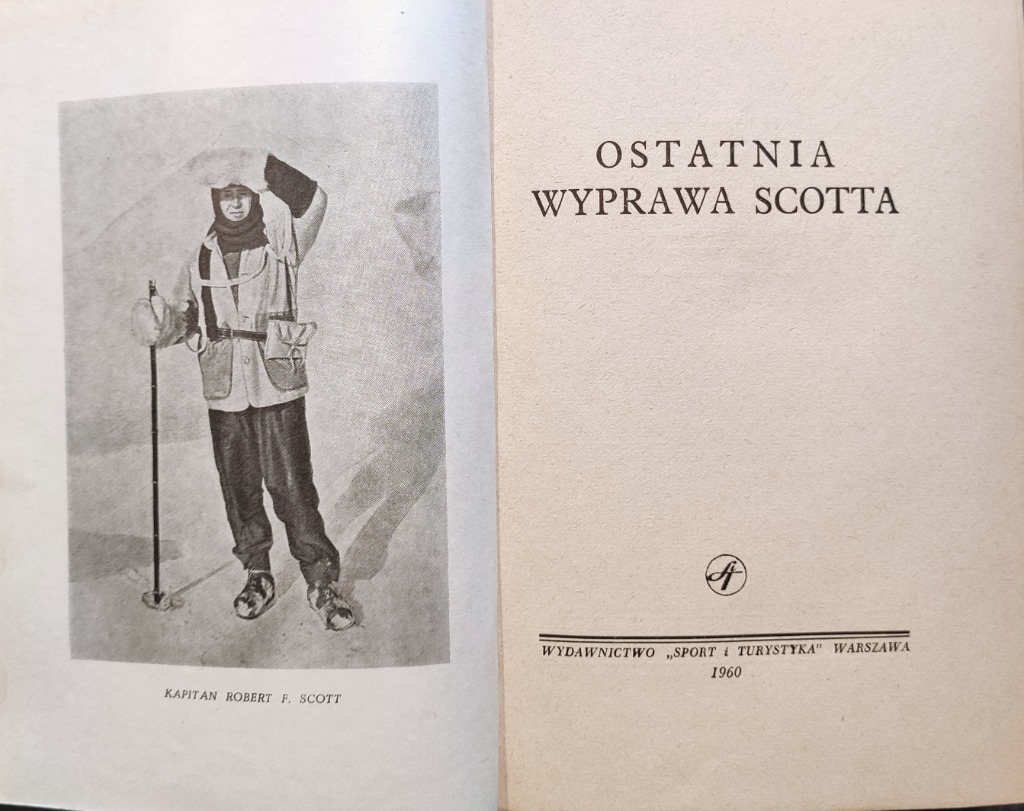 KAPITAN ROBERT F. SCOTT
OSTATNIA
WYPRAWA SCOTTA
WYDAWNICTWO „SPORT i TURYSTYKA” WARSZAWA
1960